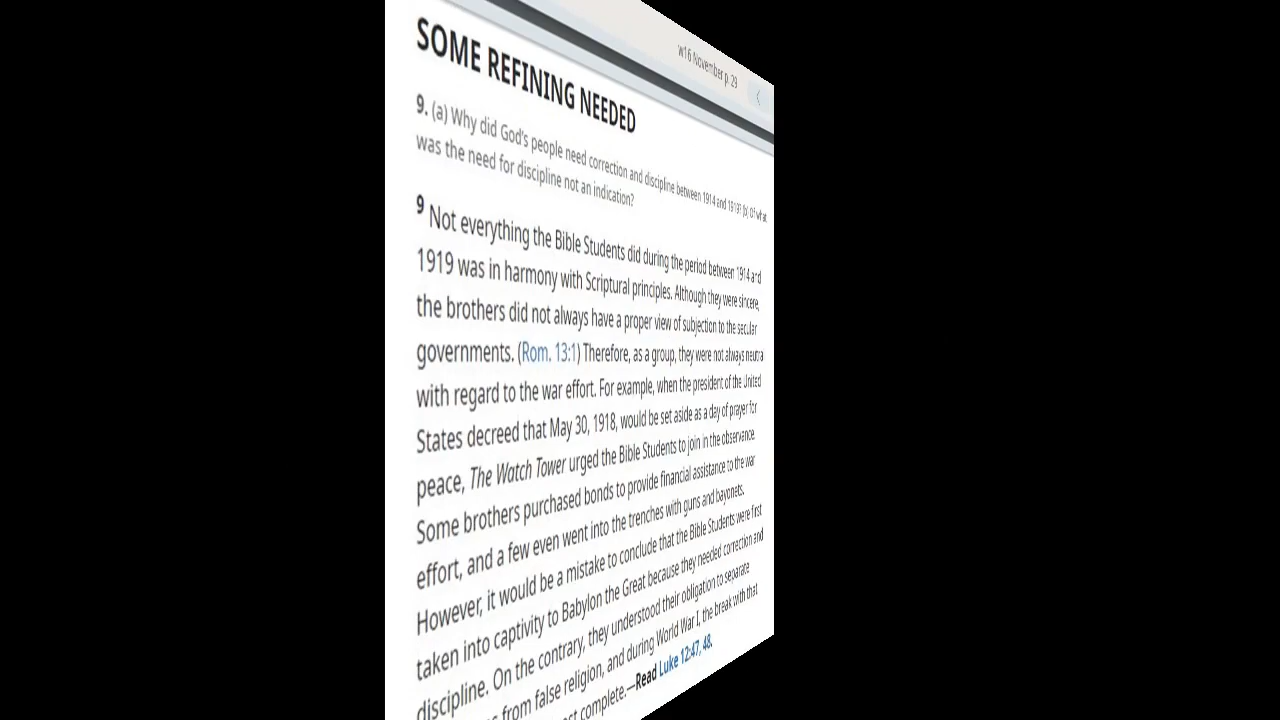 w16 November p. 29
SOME REFINING NEEDED
9. (a) Why did God's people need correction and discipline between 1914 and 1919? (b) Of what
was the need for discipline not an indication?
9 Not everything the Bible Students did during the period between 1914 and
1919 was in harmony with Scriptural principles. Although they were sincere,
the brothers did not always have a proper view of subjection to the secular
governments. (Rom. 13:1) Therefore, as a group, they were not always neutra
with regard to the war effort. For example, when the president of the United
States decreed that May 30, 1918, would be set aside as a day of prayer for
peace, The Watch Tower urged the Bible Students to join in the observance.
Some brothers purchased bonds to provide financial assistance to the war
effort, and a few even went into the trenches with guns and bayonets.
However, it would be a mistake to conclude that the Bible Students were first
taken into captivity to Babylon the Great because they needed correction and
discipline. On the contrary, they understood their obligation to separate
from false religion, and during World War I, the break with that
complete.—Read Luke 12:47, 48.